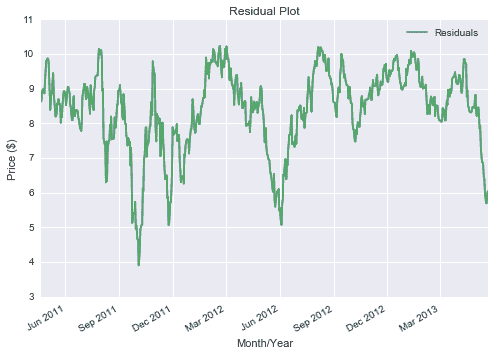 Residual Plot
Residuals
11
10
9
8
7
6
5
4
3
Price ($)
Jun 2011
Sep 2011
Dec 2011
Mar 2012
Jun 2012
Sep 2012
Dec 2012
Mar 2013
Month/Year